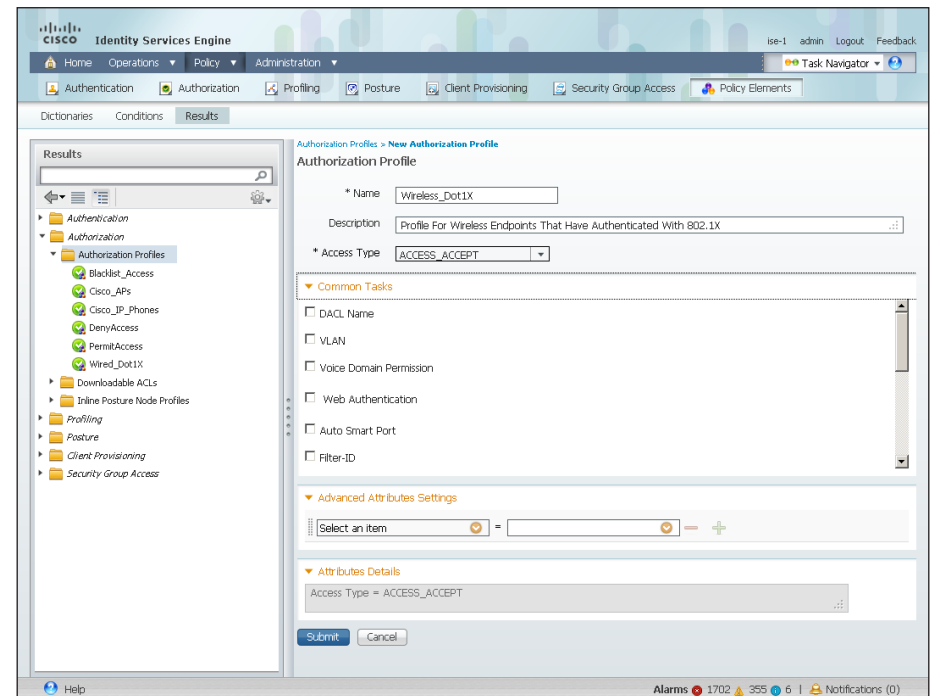 CISCO Identity Services Engine
ise-1 admin Logout Feedback
Home Operations ▼ Policy ▼ Administration ▼
Task Navigator ▼
Authentication Authorization Profiling Posture Client Provisioning Security Group Access Policy Elements
Dictionaries Conditions Results
Results
Authentication
Authorization
Authorization Profiles
Blacklist_Access
Cisco_APs
Cisco_IP_Phones
DenyAccess
PermitAccess
Wired_Dot1X
Downloadable ACLs
Inline Posture Node Profiles
Profiling
Posture
Client Provisioning
Security Group Access
Authorization Profiles > New Authorization Profile
Authorization Profile
* Name Wireless_Dot1X
Description Profile For Wireless Endpoints That Have Authenticated With 802.1X
* Access Type ACCESS_ACCEPT
Common Tasks
DACL Name
VLAN
Voice Domain Permission
Web Authentication
Auto Smart Port
Filter-ID
Advanced Attributes Settings
Select an item =
Attributes Details
Access Type = ACCESS_ACCEPT
Submit Cancel
Help
Alarms 1702 355 6 | Notifications (0)